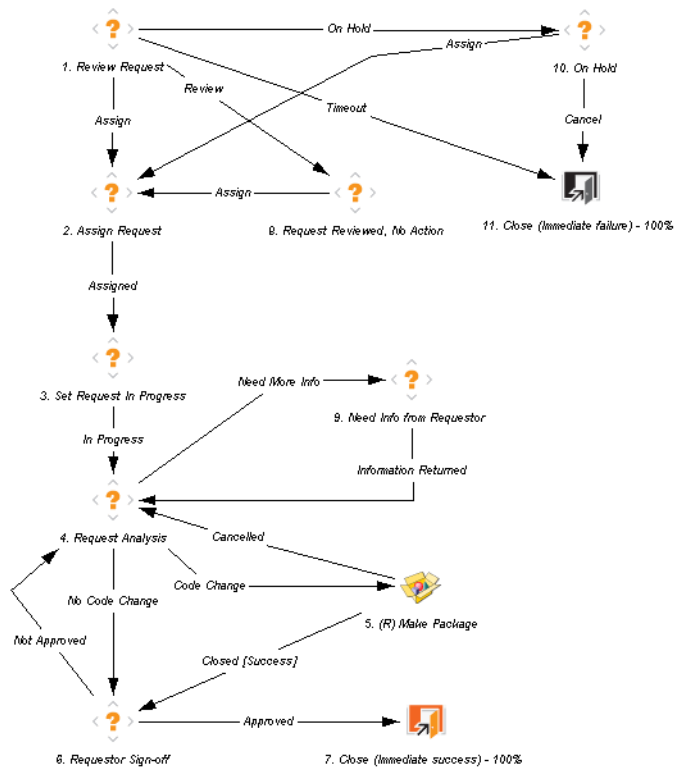 On Hold
Assign
1. Review Request
10. On Hold
Review
Timeout
Assign
Cancel
Assign
2. Assign Request
8. Request Reviewed, No Action
11. Close (Immediate failure) - 100%
Assigned
Need More Info
3. Set Request In Progress
9. Need Info from Requestor
In Progress
Information Returned
4. Request Analysis
Cancelled
Code Change
No Code Change
5. (R) Make Package
Not Approved
Closed [Success]
Approved
6. Requestor Sign-off
7. Close (Immediate success) - 100%